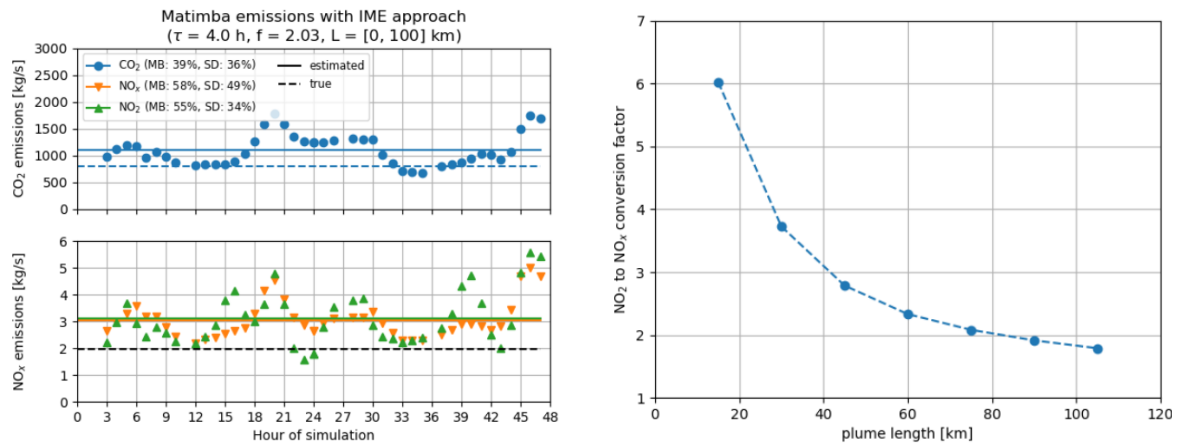 Matimba emissions with IME approach
(τ = 4.0 h, f = 2.03, L = [0, 100] km)
CO₂ emissions [kg/s]
3000
2500
2000
1500
1000
500
0
CO₂ (MB: 39%, SD: 36%)
NOₓ (MB: 58%, SD: 49%)
NO₂ (MB: 55%, SD: 34%)
estimated
true
NOₓ emissions [kg/s]
6
5
4
3
2
1
0
0 3 6 9 12 15 18 21 24 27 30 33 36 39 42 45 48
Hour of simulation
NO₂ to NOₓ conversion factor
7
6
5
4
3
2
1
0 20 40 60 80 100 120
plume length [km]